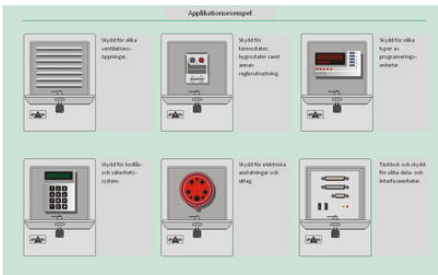 Applikationsexempel
Skydd för olika
ventilations-
öppningar.
Skydd för
termostater,
hygrostater samt
annan
reglerutrustning.
Skydd för olika
typer av
programerings-
enheter
Skydd för kodlås-
och säkerhets-
system.
Skydd för elektriska
anslutningar och
uttag.
Täcklock och skydd
för olika data- och
interfaceenheter.